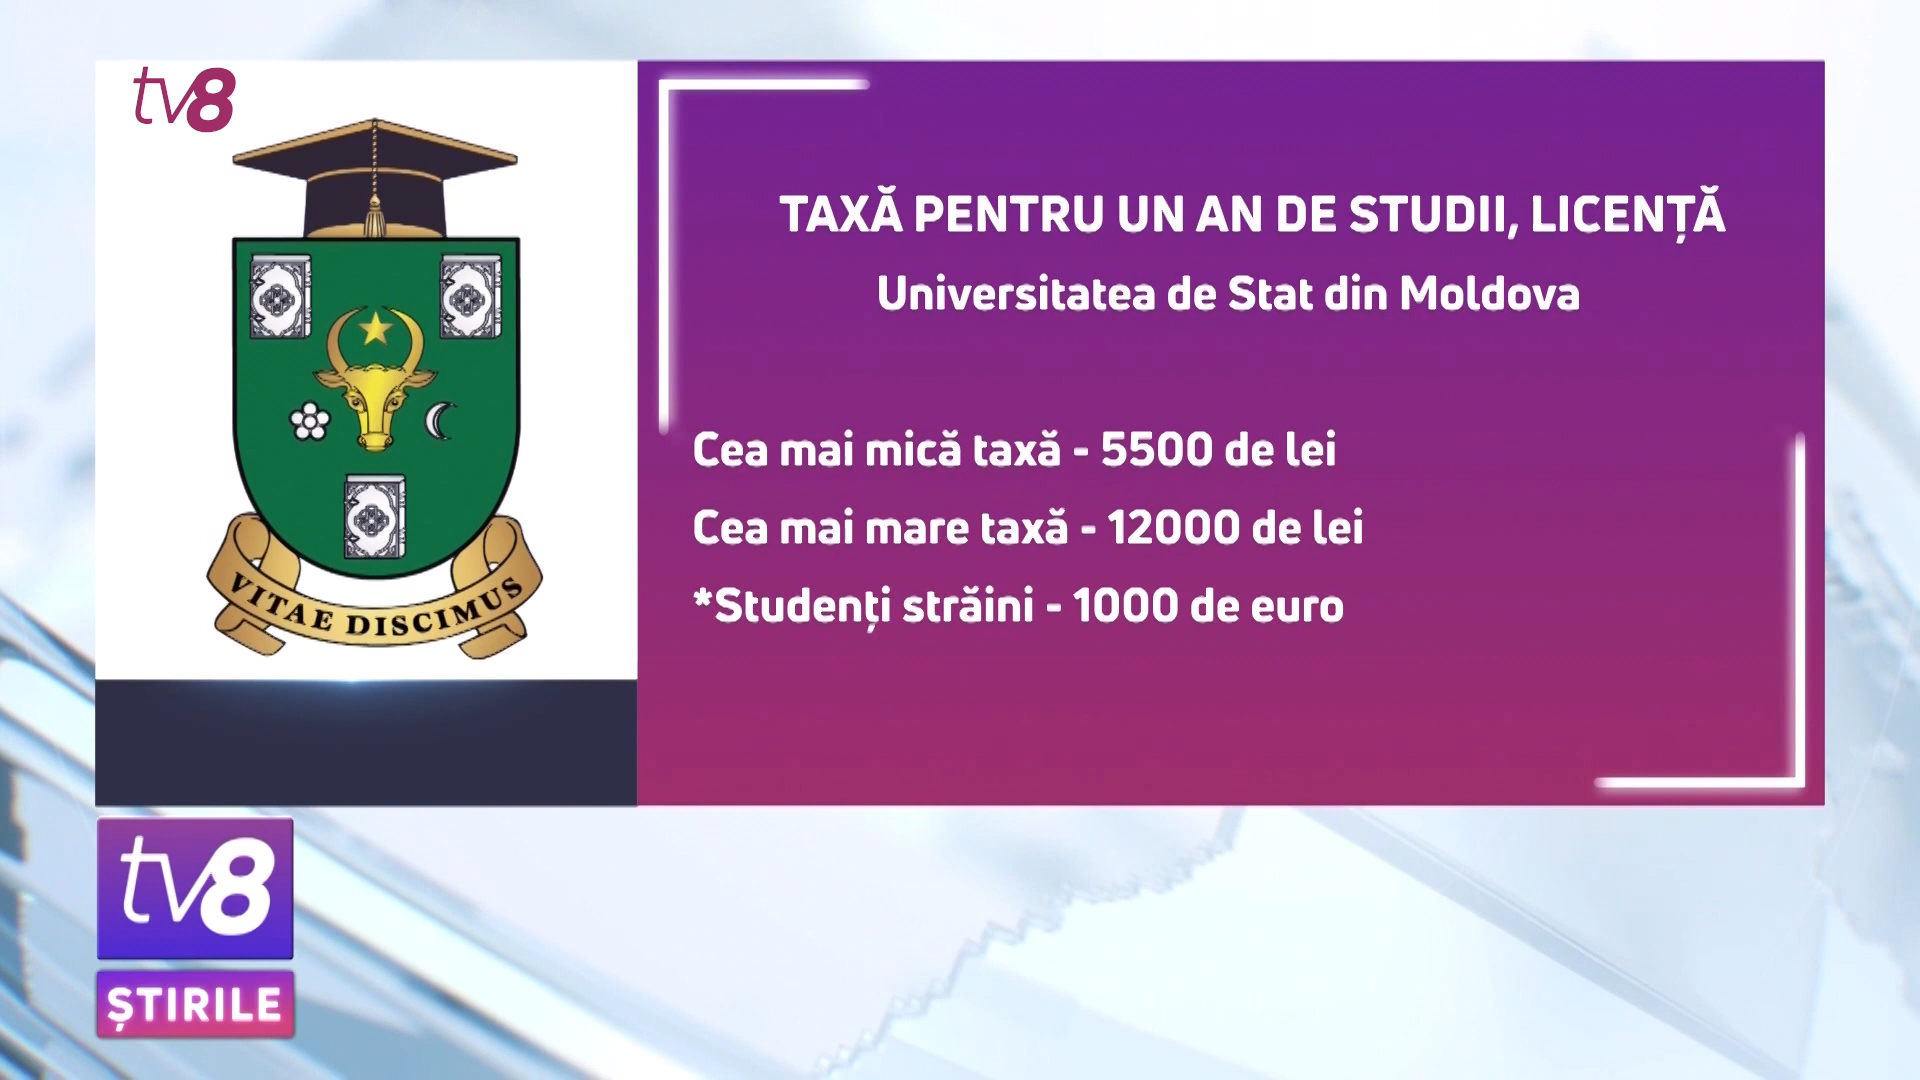 tv8
TAXĂ PENTRU UN AN DE STUDII, LICENȚĂ
Universitatea de Stat din Moldova
Cea mai mică taxă - 5500 de lei
Cea mai mare taxă - 12000 de lei
*Studenți străini - 1000 de euro
VITAE DISCIMUS
tv8
ȘTIRILE